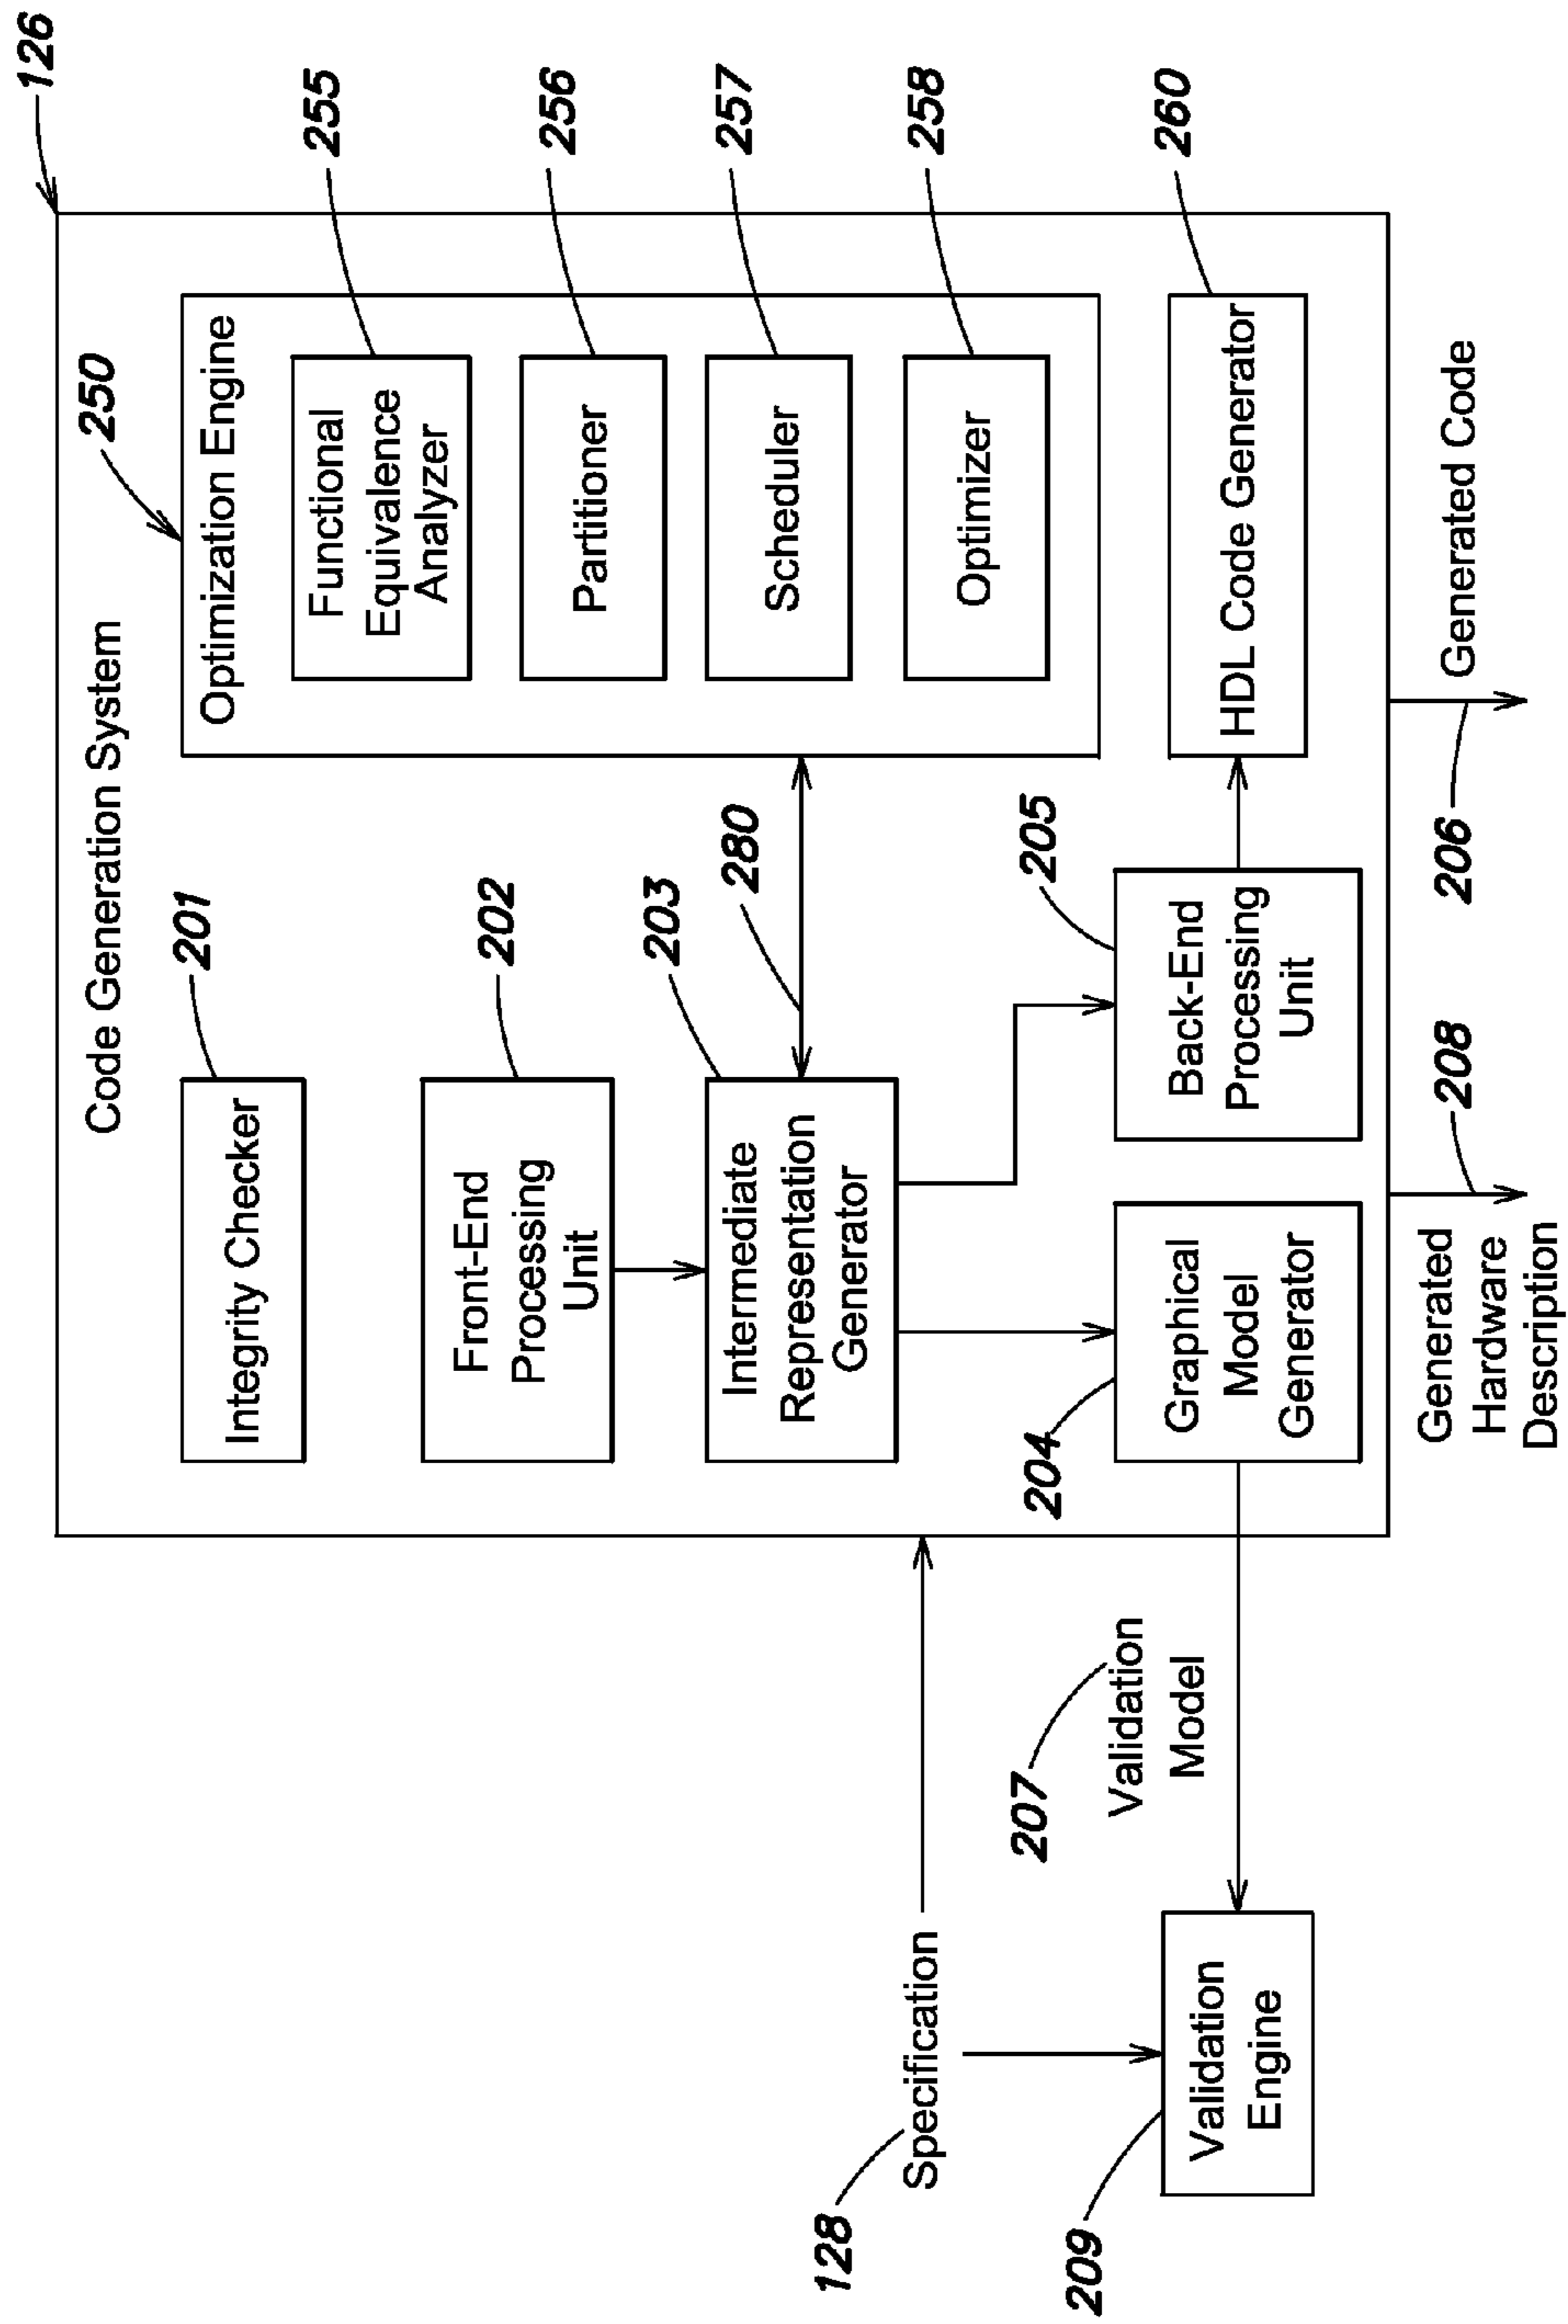 126
Code Generation System
250
Optimization Engine
201
Integrity Checker
255
Functional
Equivalence
Analyzer
202
Front-End
Processing
Unit
256
Partitioner
280
203
Intermediate
Representation
Generator
257
Scheduler
258
Optimizer
128
Specification
204
Graphical
Model
Generator
205
Back-End
Processing
Unit
260
HDL Code Generator
207
Validation
Model
209
Validation
Engine
208
Generated
Hardware
Description
206
Generated Code